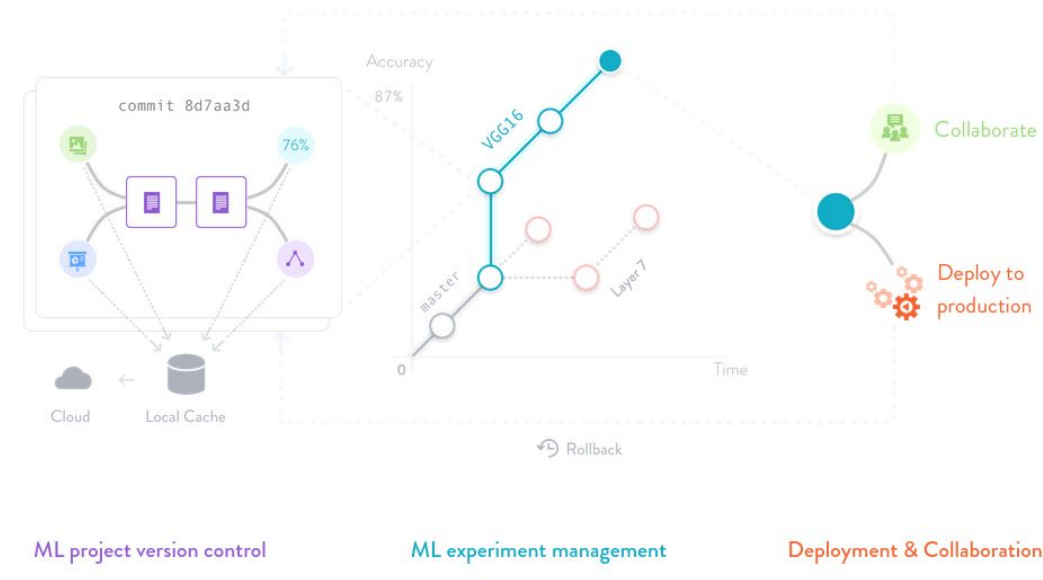 Accuracy
87%
commit 8d7aa3d
76%
VGG16
Collaborate
master
Layer 7
Deploy to
production
0
Time
Cloud
Local Cache
Rollback
ML project version control
ML experiment management
Deployment & Collaboration